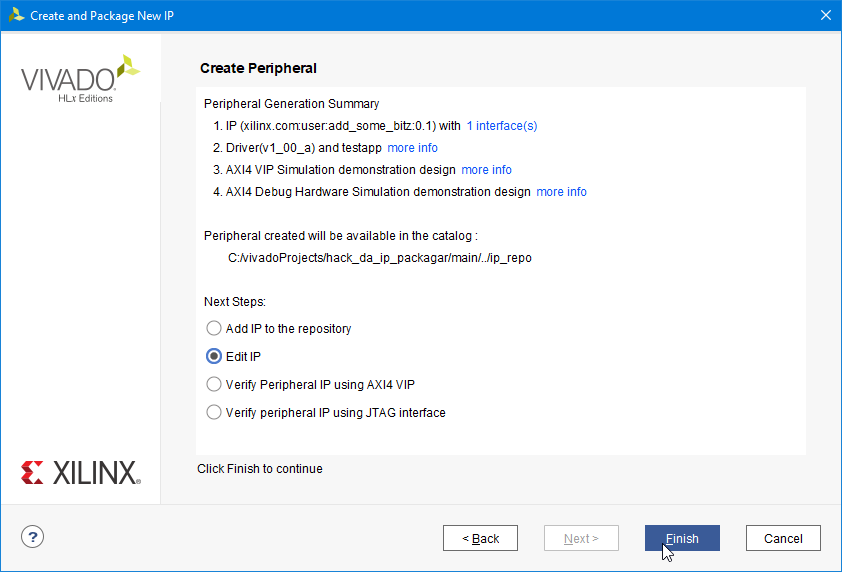 Create and Package New IP
VIVADO
HLx Editions
Create Peripheral
Peripheral Generation Summary
1. IP (xilinx.com:user:add_some_bitz:0.1) with 1 interface(s)
2. Driver(v1_00_a) and testapp more info
3. AXI4 VIP Simulation demonstration design more info
4. AXI4 Debug Hardware Simulation demonstration design more info
Peripheral created will be available in the catalog :
C:/vivadoProjects/hack_da_ip_packagar/main/../ip_repo
Next Steps:
Add IP to the repository
Edit IP
Verify Peripheral IP using AXI4 VIP
Verify peripheral IP using JTAG interface
XILINX
Click Finish to continue
?
< Back
Next >
Finish
Cancel